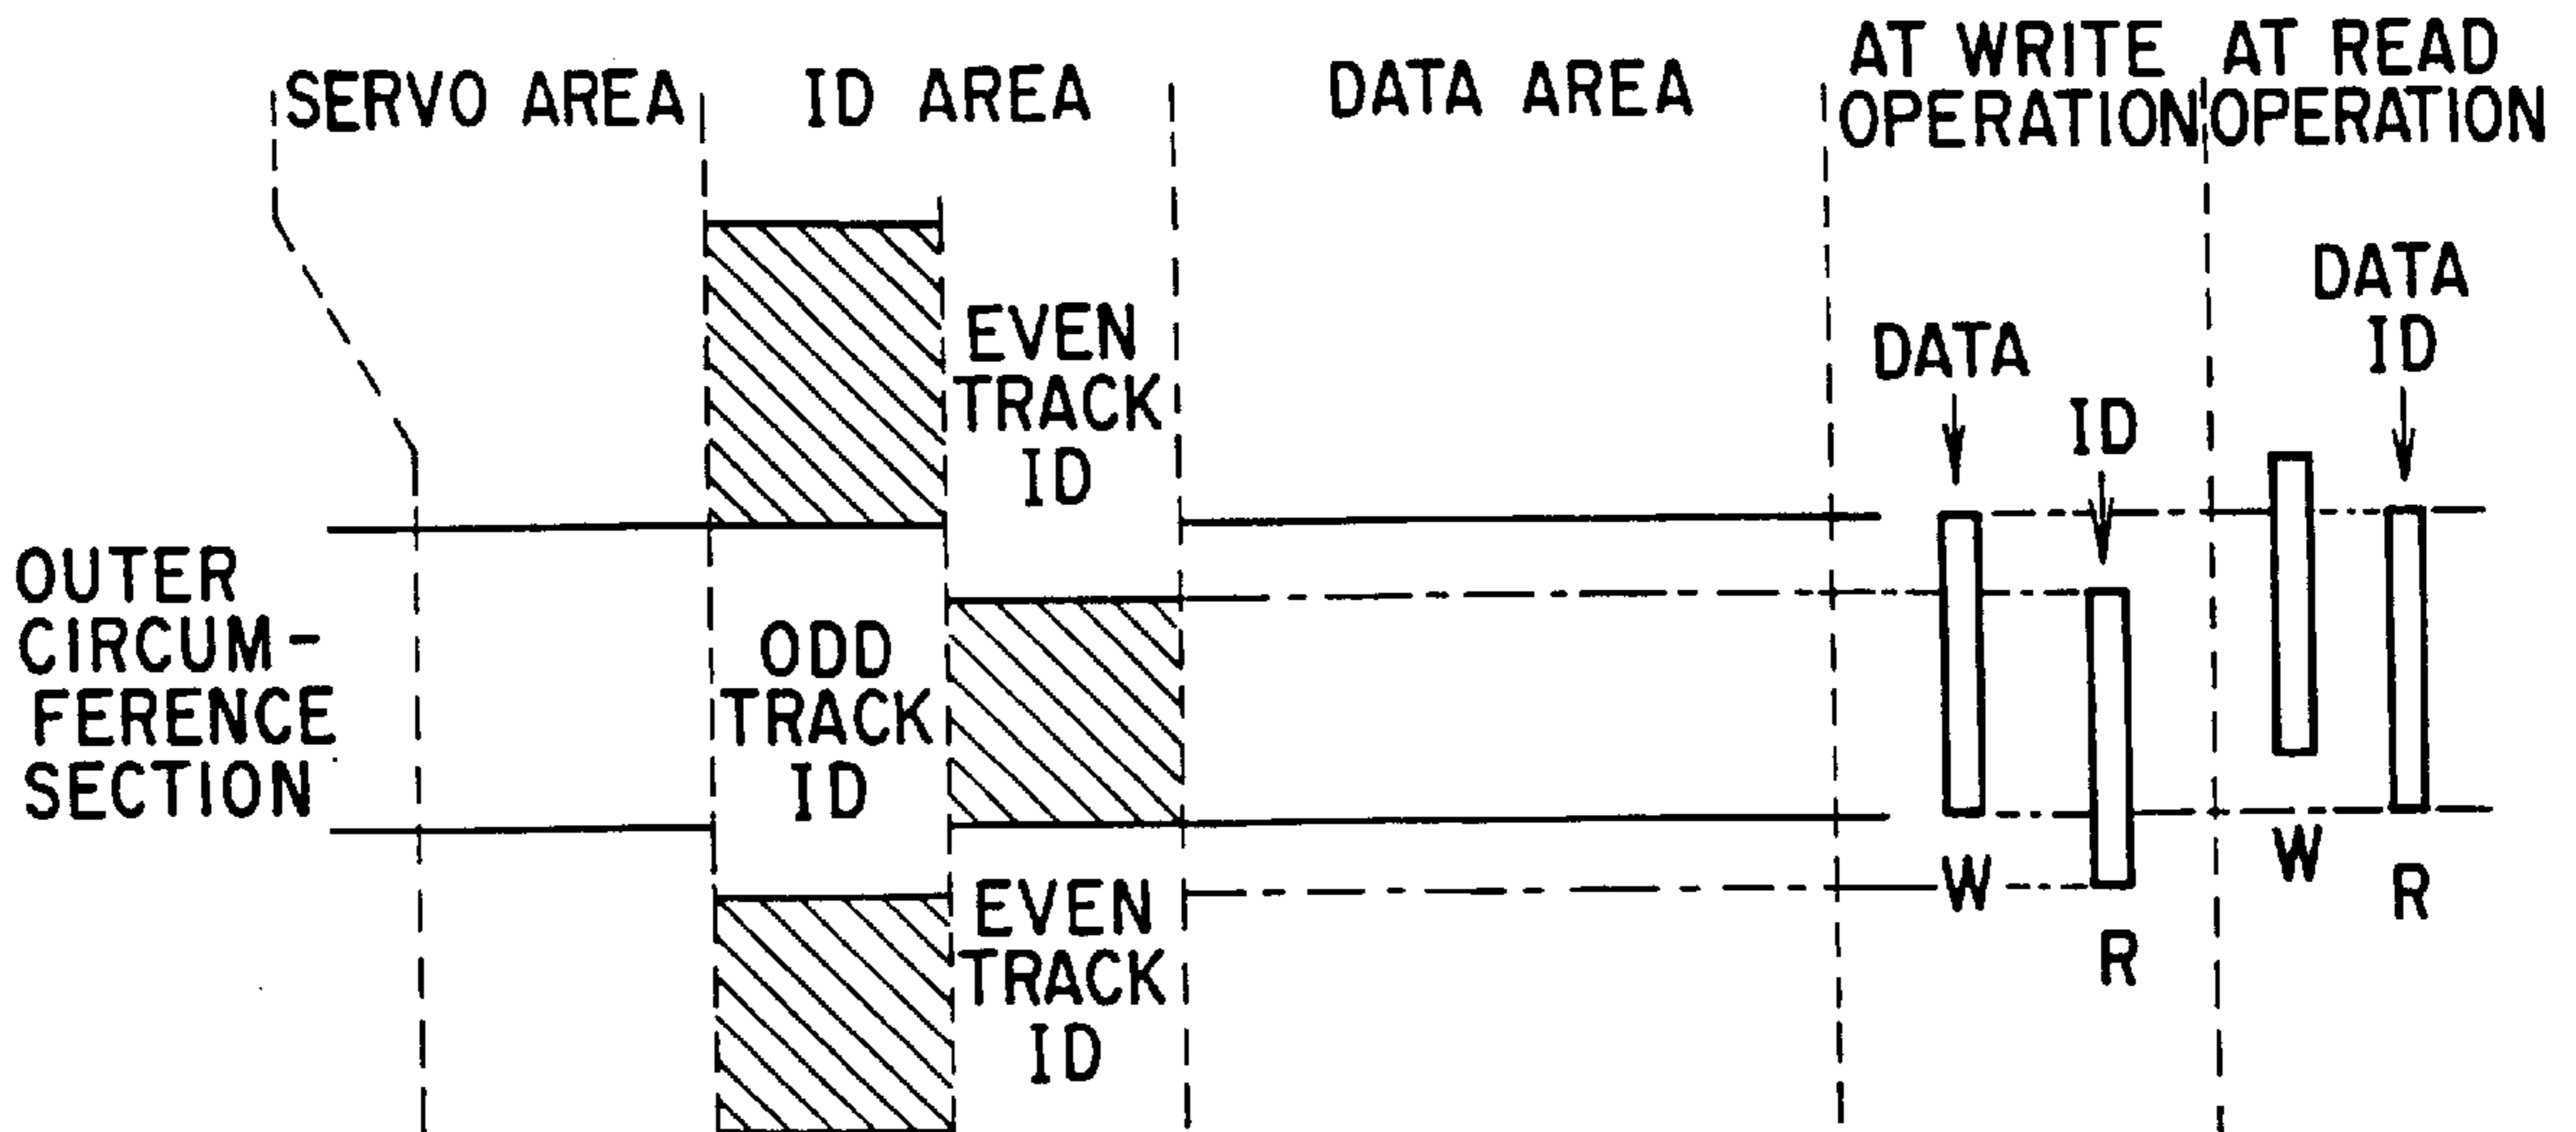 SERVO AREA
ID AREA
DATA AREA
AT WRITE
OPERATION
AT READ
OPERATION
EVEN
TRACK
ID
DATA
ID
DATA
ID
OUTER
CIRCUM-
FERENCE
SECTION
ODD
TRACK
ID
EVEN
TRACK
ID
W
R
W
R